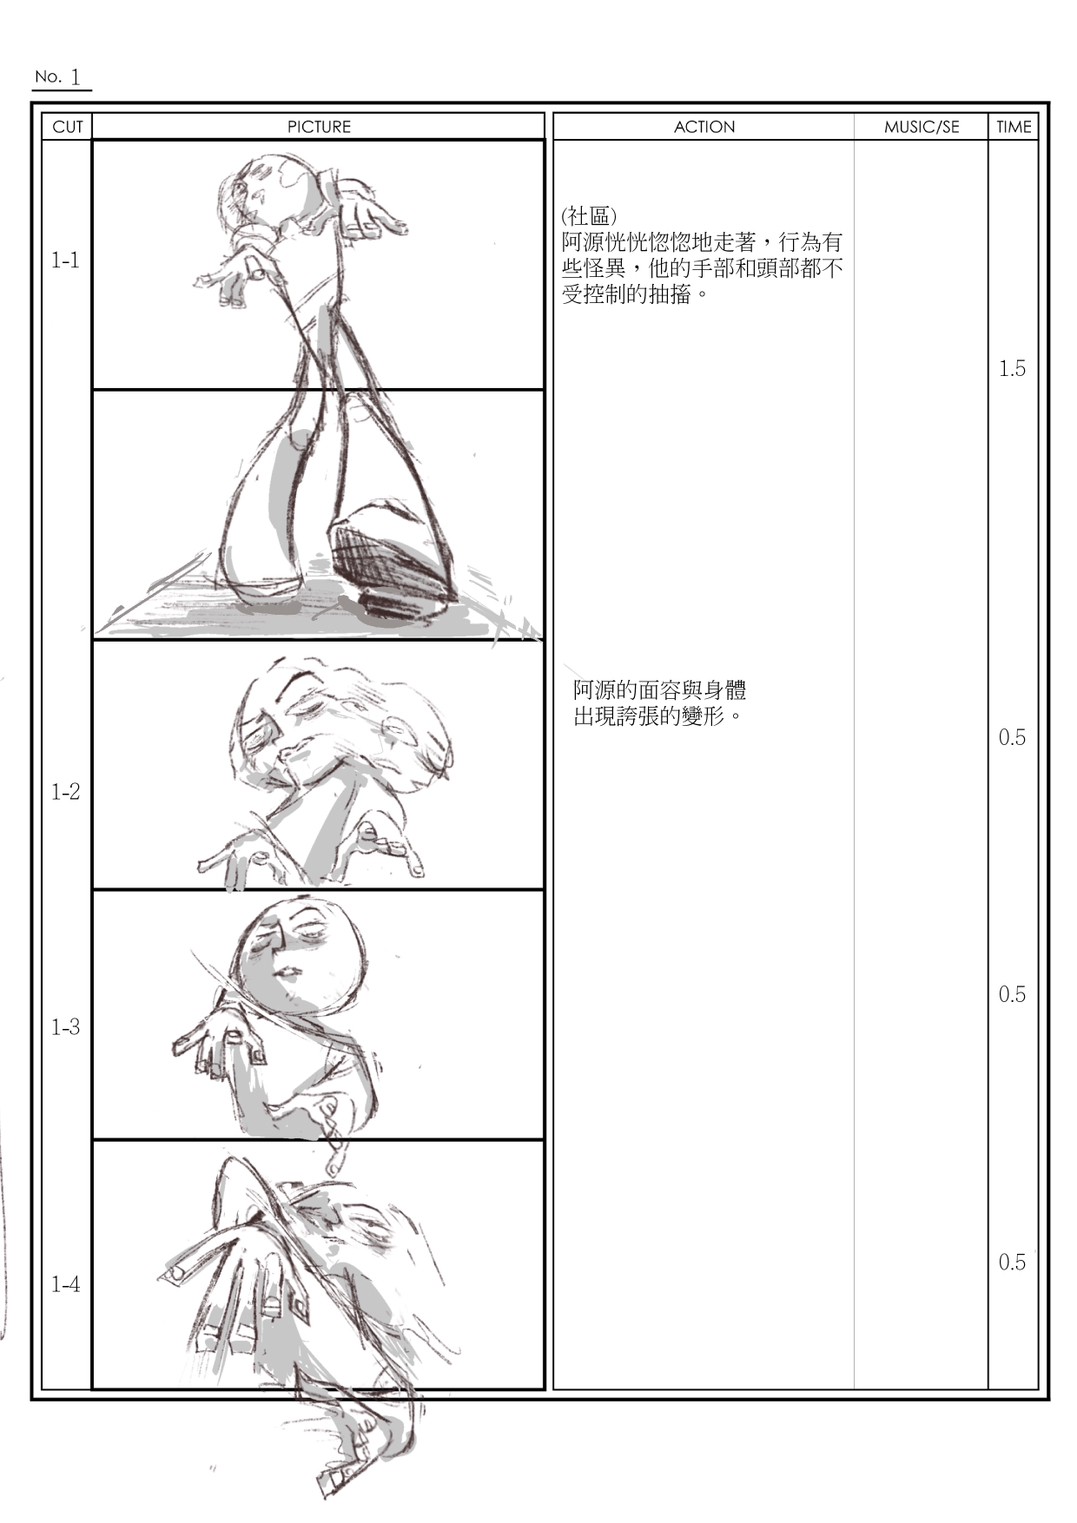 No. 1
CUT PICTURE ACTION MUSIC/SE TIME
1-1
(社區)
阿源恍恍惚惚地走著，行為有
些怪異，他的手部和頭部都不
受控制的抽搐。
1.5
1-2
阿源的面容與身體
出現誇張的變形。
0.5
1-3
0.5
1-4
0.5